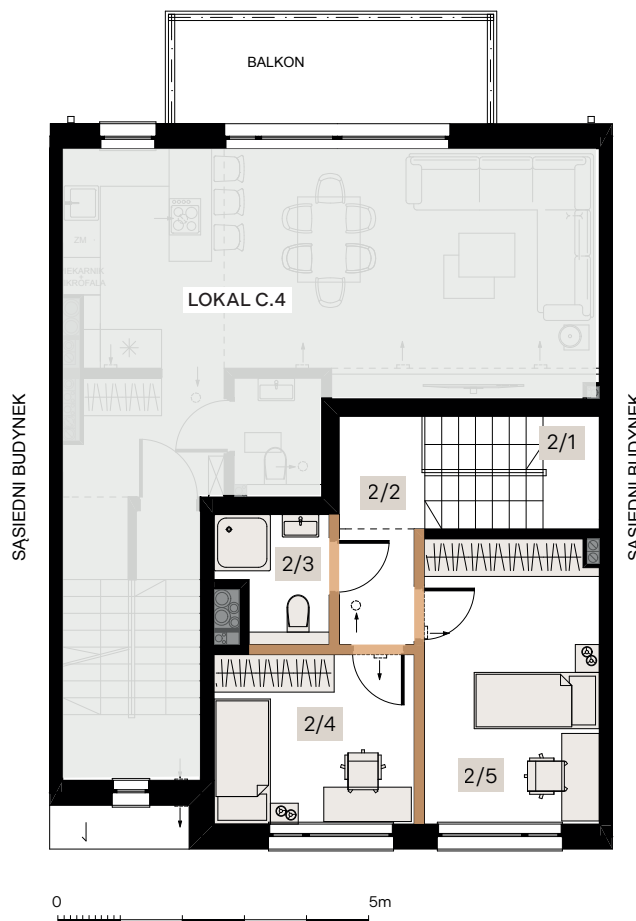 BALKON
ZM
LOKAL C.4
SĄSIEDNI BUDYNEK
SĄSIEDNI BUDYNEK
2/1
2/2
2/3
2/4
2/5
0
5m